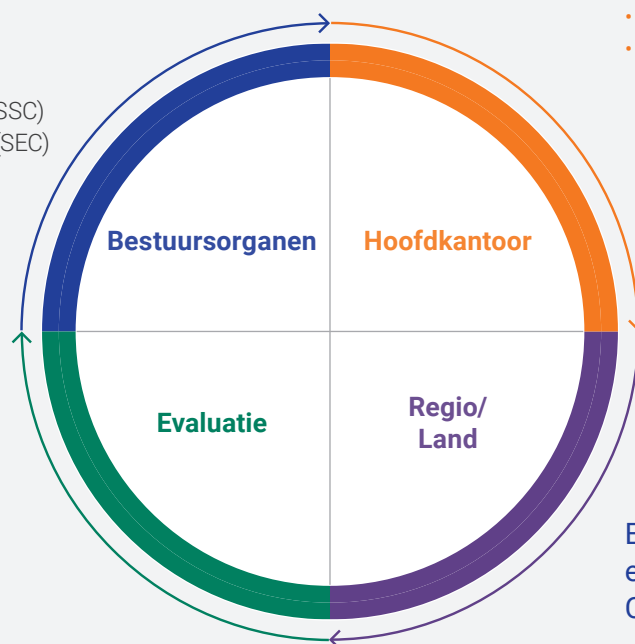 SSC)
(SEC)
Bestuursorganen
Hoofdkantoor
Evaluatie
Regio/
Land